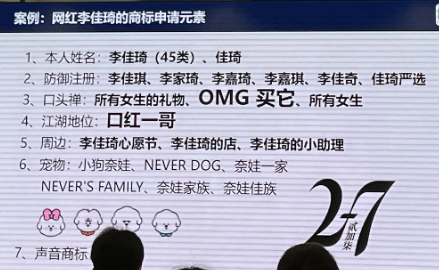 案例：网红李佳琦的商标申请元素
1、本人姓名：李佳琦（45类）、佳琦
2、防御注册：李佳琪、李家琦、李嘉琦、李嘉琪、李佳奇、佳琦严选
3、口头禅：所有女生的礼物、OMG 买它、所有女生
4、江湖地位：口红一哥
5、周边：李佳琦心愿节、李佳琦的店、李佳琦的小助理
6、宠物：小狗奈娃、NEVER DOG、奈娃一家
NEVER'S FAMILY、奈娃家族、奈娃佳族
2+7
贰加柒
7、声音商标